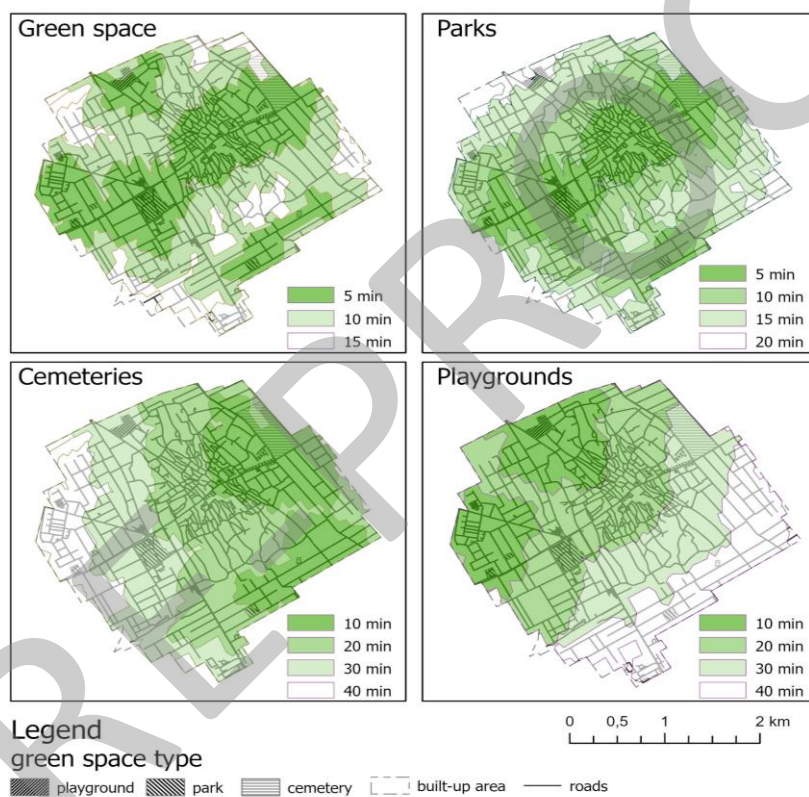 Green space
5 min
10 min
15 min
Parks
5 min
10 min
15 min
20 min
Cemeteries
10 min
20 min
30 min
40 min
Playgrounds
10 min
20 min
30 min
40 min
Legend
green space type
playground park cemetery built-up area roads
0 0,5 1 2 km